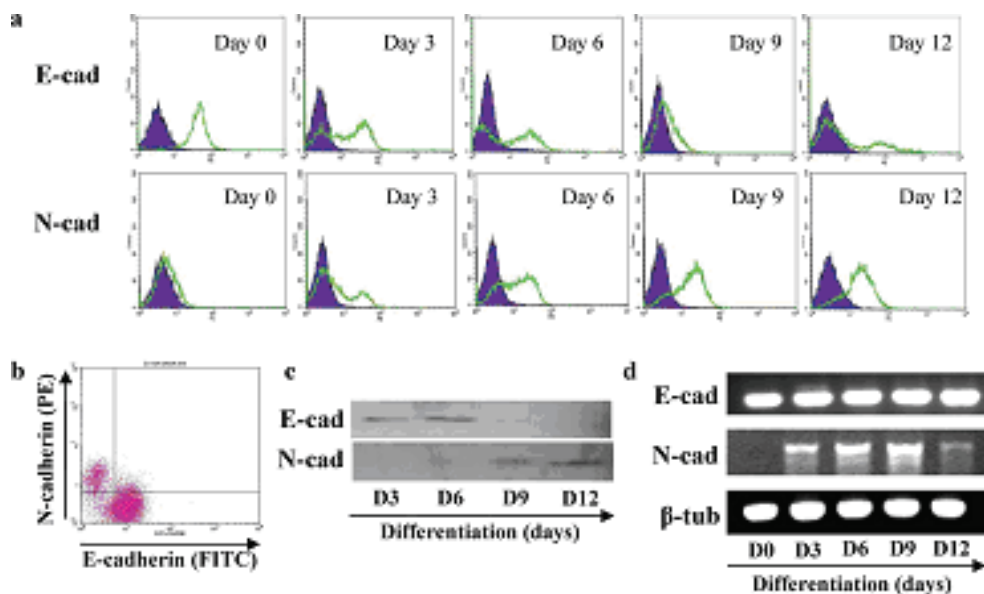 a
Day 0 Day 3 Day 6 Day 9 Day 12
E-cad
Day 0 Day 3 Day 6 Day 9 Day 12
N-cad
b
N-cadherin (PE)
E-cadherin (FITC)
c
E-cad
N-cad
D3 D6 D9 D12
Differentiation (days)
d
E-cad
N-cad
β-tub
D0 D3 D6 D9 D12
Differentiation (days)